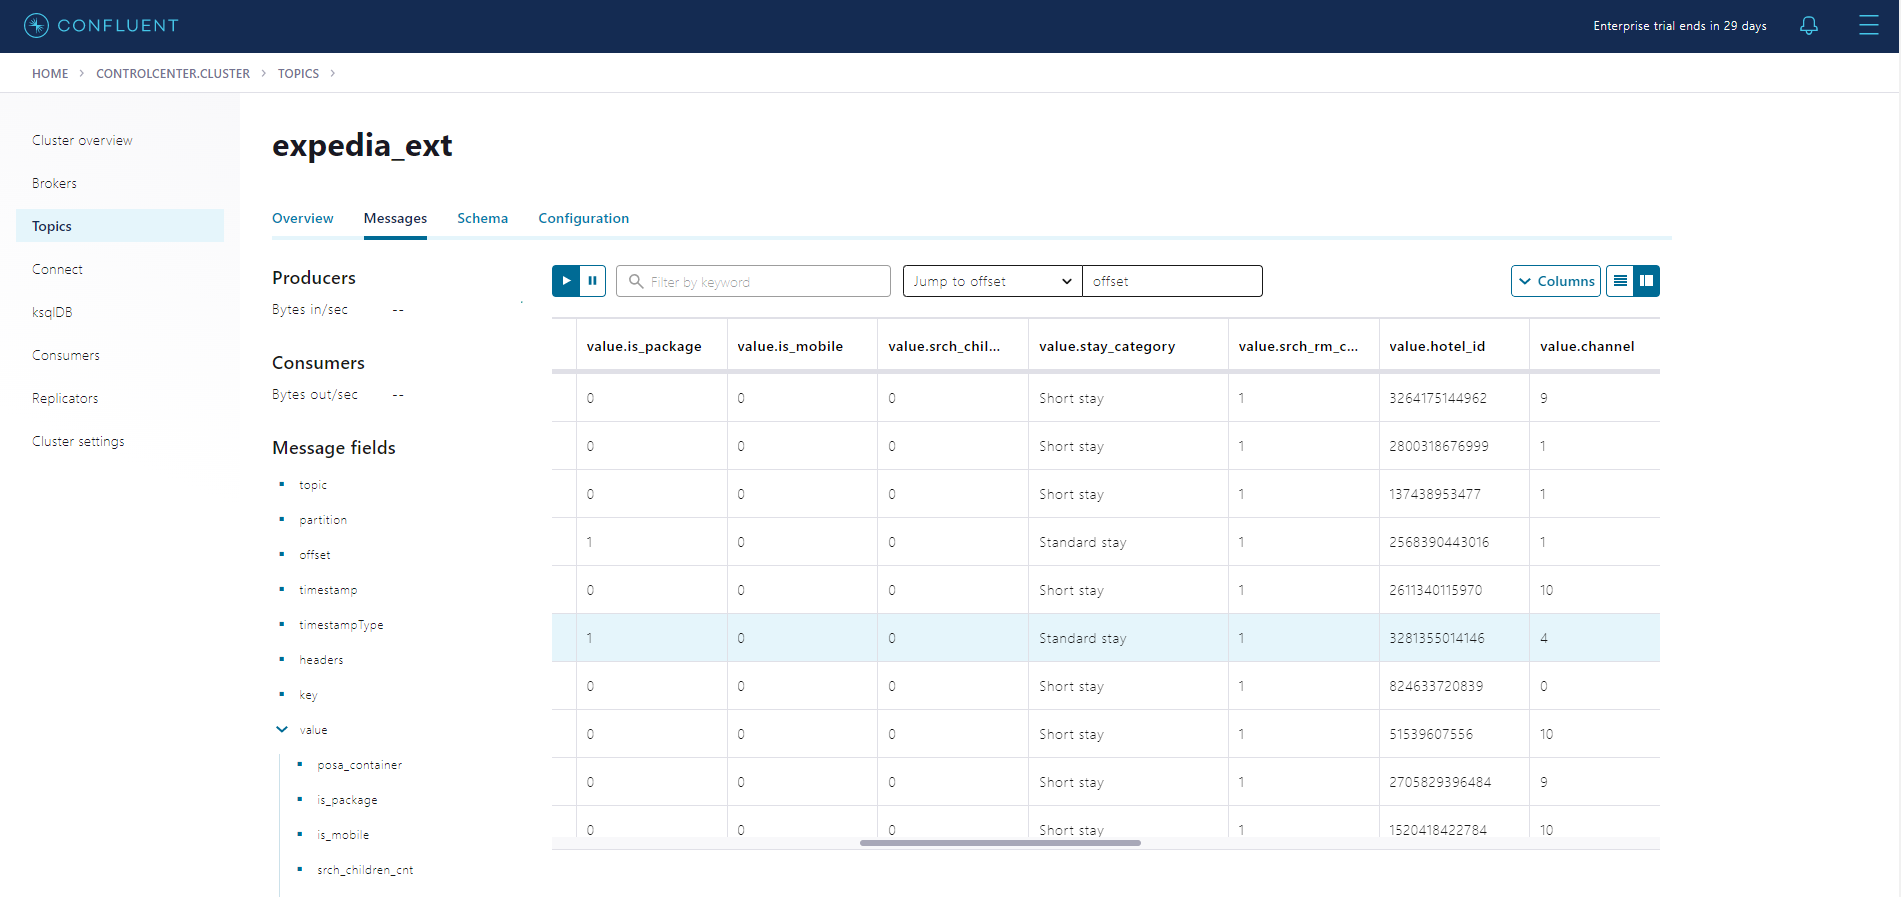 CONFLUENT
Enterprise trial ends in 29 days
HOME > CONTROLCENTER.CLUSTER > TOPICS >
Cluster overview
Brokers
Topics
Connect
ksqlDB
Consumers
Replicators
Cluster settings
expedia_ext
Overview Messages Schema Configuration
Producers
Bytes in/sec --
Consumers
Bytes out/sec --
Message fields
topic
partition
offset
timestamp
timestampType
headers
key
value
posa_container
is_package
is_mobile
srch_children_cnt
Filter by keyword Jump to offset offset Columns
value.is_package value.is_mobile value.srch_chil... value.stay_category value.srch_rm_c... value.hotel_id value.channel
0 0 0 Short stay 1 3264175144962 9
0 0 0 Short stay 1 2800318676999 1
0 0 0 Short stay 1 137438953477 1
1 0 0 Standard stay 1 2568390443016 1
0 0 0 Short stay 1 2611340115970 10
1 0 0 Standard stay 1 3281355014146 4
0 0 0 Short stay 1 824633720839 0
0 0 0 Short stay 1 51539607556 10
0 0 0 Short stay 1 2705829396484 9
0 0 0 Short stay 1 1520418422784 10